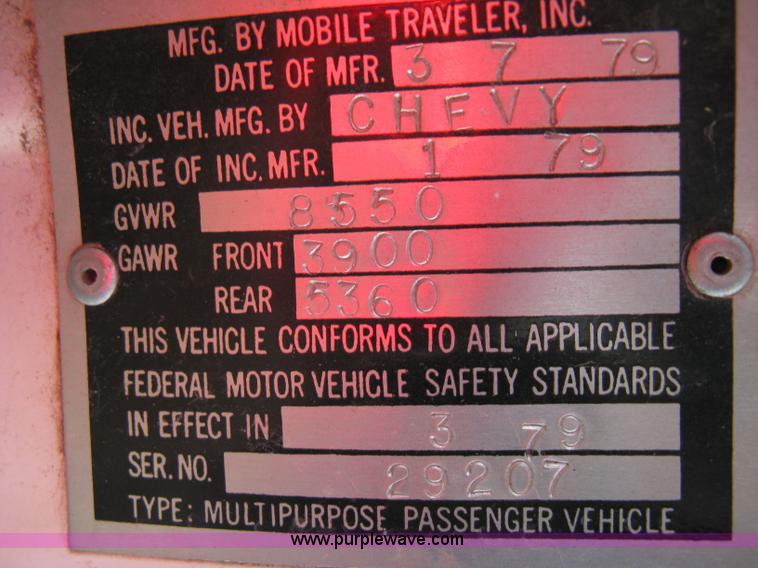 MFG. BY MOBILE TRAVELER, INC.
DATE OF MFR. 3 7 79
INC. VEH. MFG. BY CHEVY
DATE OF INC. MFR. 1 79
GVWR 8550
GAWR FRONT 3900
REAR 5360
THIS VEHICLE CONFORMS TO ALL APPLICABLE
FEDERAL MOTOR VEHICLE SAFETY STANDARDS
IN EFFECT IN 3 79
SER. NO. 29207
TYPE: MULTIPURPOSE PASSENGER VEHICLE
www.purplewave.com